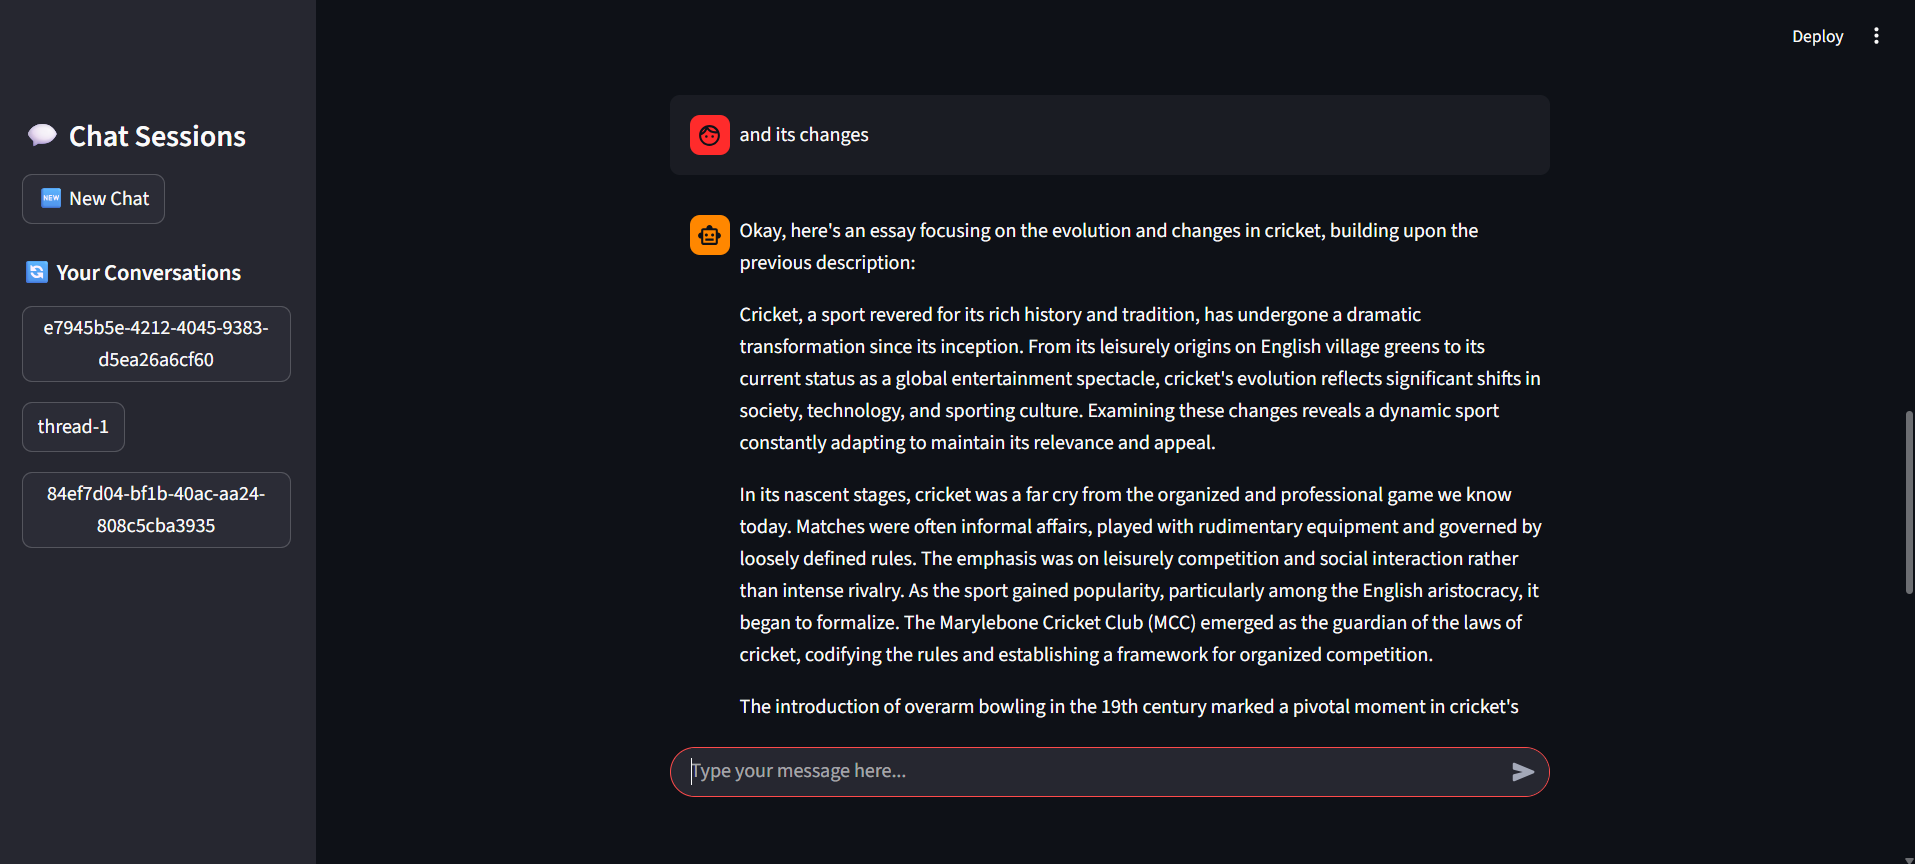 Deploy
Chat Sessions
NEW New Chat
Your Conversations
e7945b5e-4212-4045-9383-
d5ea26a6cf60
thread-1
84ef7d04-bf1b-40ac-aa24-
808c5cba3935
and its changes
Okay, here's an essay focusing on the evolution and changes in cricket, building upon the
previous description:
Cricket, a sport revered for its rich history and tradition, has undergone a dramatic
transformation since its inception. From its leisurely origins on English village greens to its
current status as a global entertainment spectacle, cricket's evolution reflects significant shifts in
society, technology, and sporting culture. Examining these changes reveals a dynamic sport
constantly adapting to maintain its relevance and appeal.
In its nascent stages, cricket was a far cry from the organized and professional game we know
today. Matches were often informal affairs, played with rudimentary equipment and governed by
loosely defined rules. The emphasis was on leisurely competition and social interaction rather
than intense rivalry. As the sport gained popularity, particularly among the English aristocracy, it
began to formalize. The Marylebone Cricket Club (MCC) emerged as the guardian of the laws of
cricket, codifying the rules and establishing a framework for organized competition.
The introduction of overarm bowling in the 19th century marked a pivotal moment in cricket's
Type your message here...